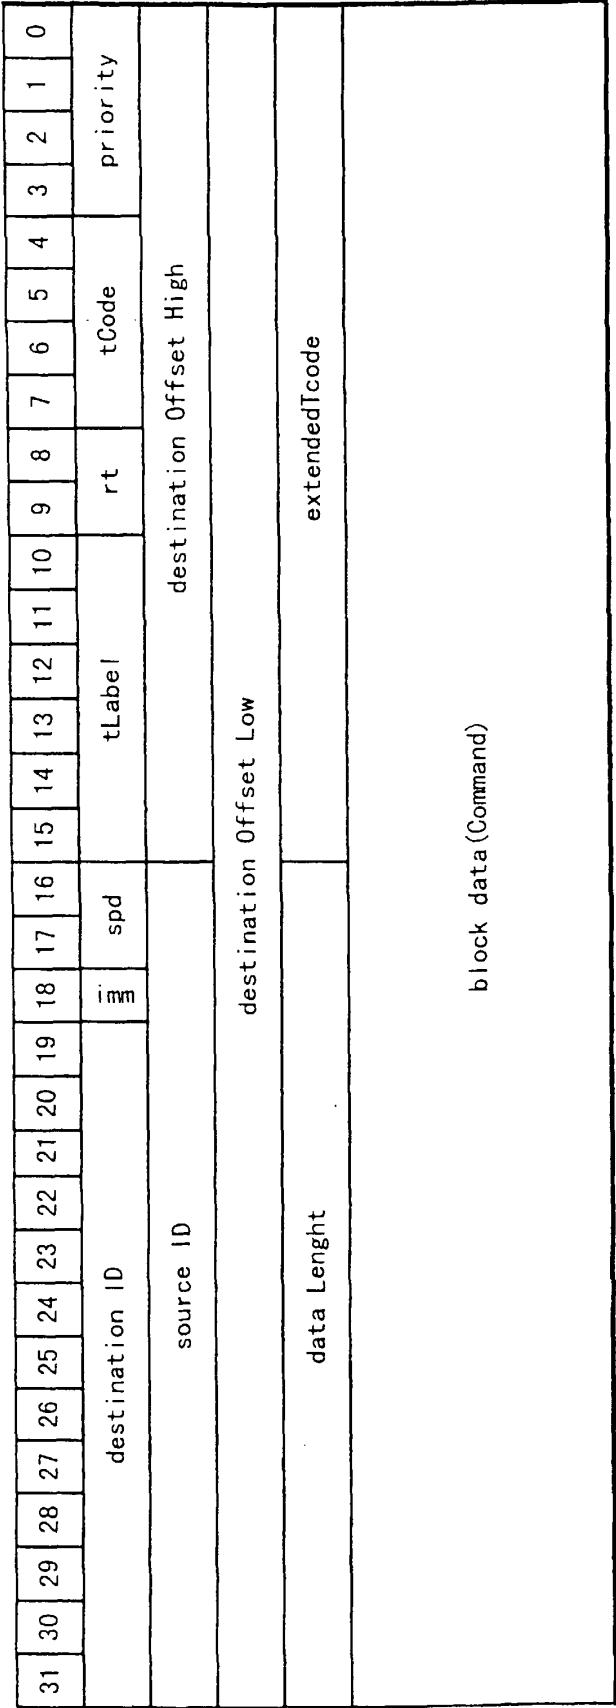 31 30 29 28 27 26 25 24 23 22 21 20 19 18 17 16 15 14 13 12 11 10 9 8 7 6 5 4 3 2 1 0
destination ID imm spd tLabel rt tCode priority
source ID destination Offset High
destination Offset Low
data Lenght extendedTcode
block data(Command)